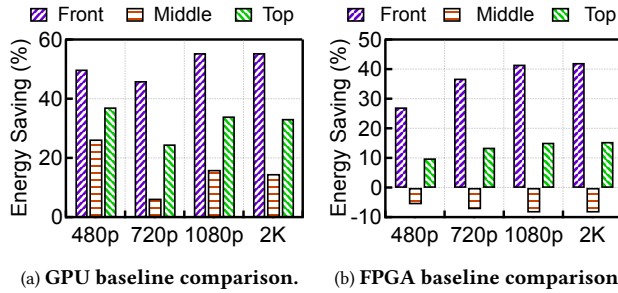 Front Middle Top
Energy Saving (%)
60
40
20
0
480p 720p 1080p 2K
(a) GPU baseline comparison.
Front Middle Top
Energy Saving (%)
50
40
30
20
10
0
-10
480p 720p 1080p 2K
(b) FPGA baseline comparison